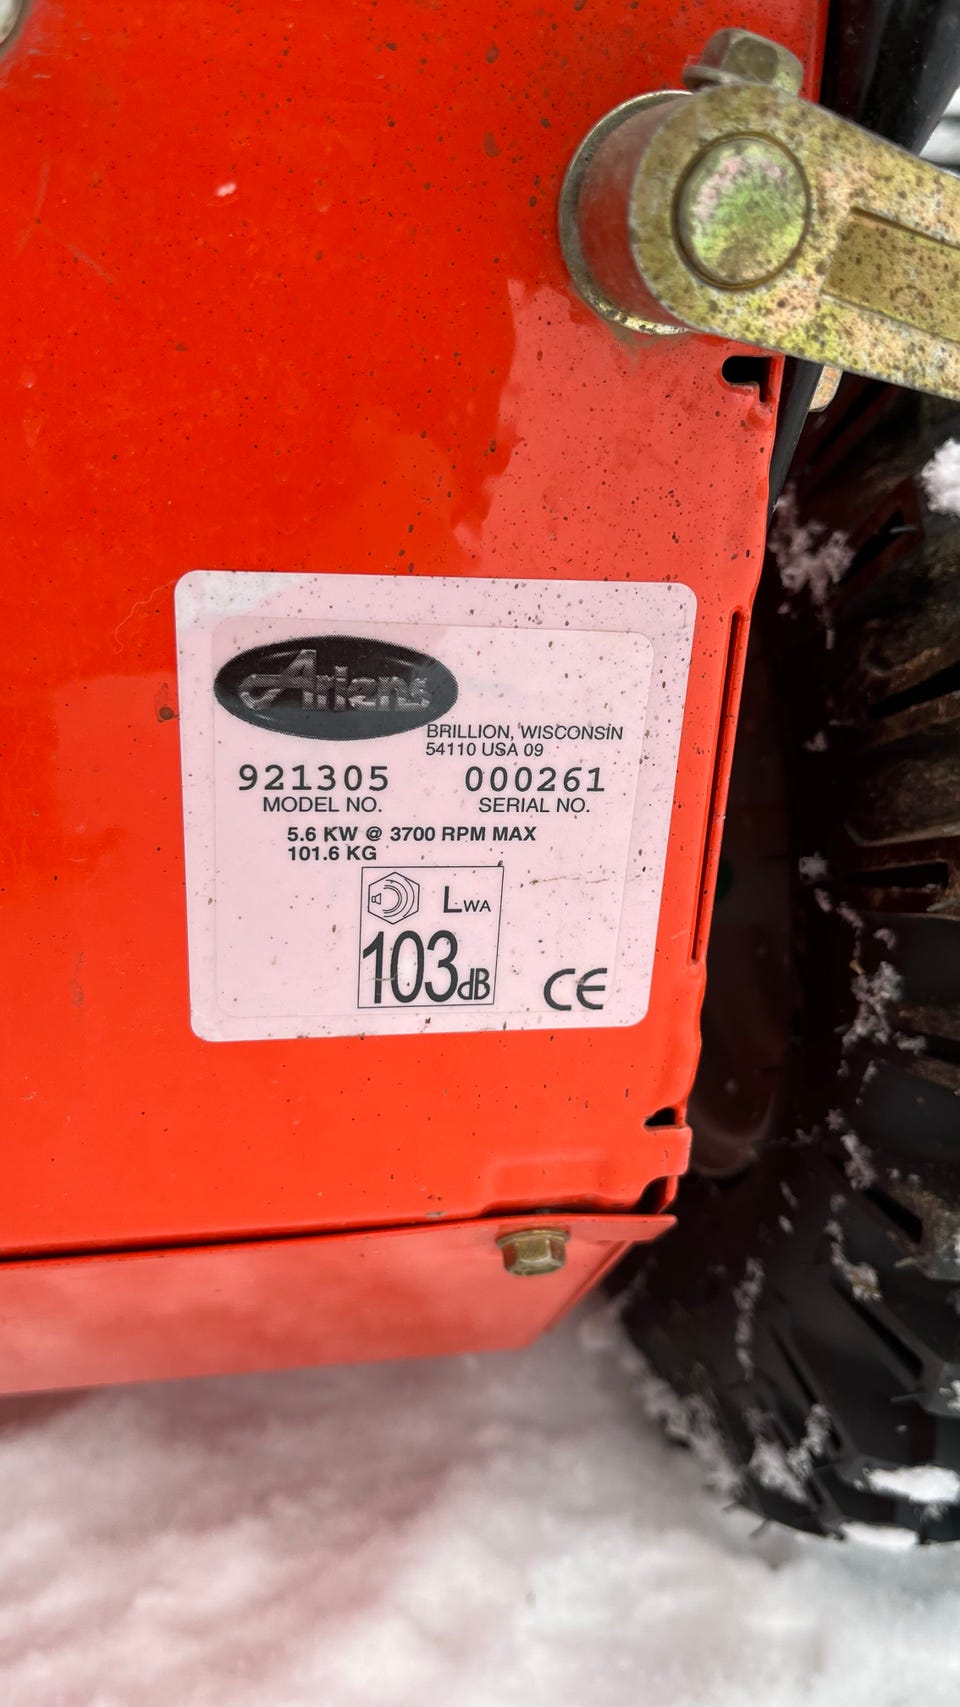 Ariens
BRILLION, WISCONSIN
54110 USA 09
921305 000261
MODEL NO. SERIAL NO.
5.6 KW @ 3700 RPM MAX
101.6 KG
LWA
103dB
CE